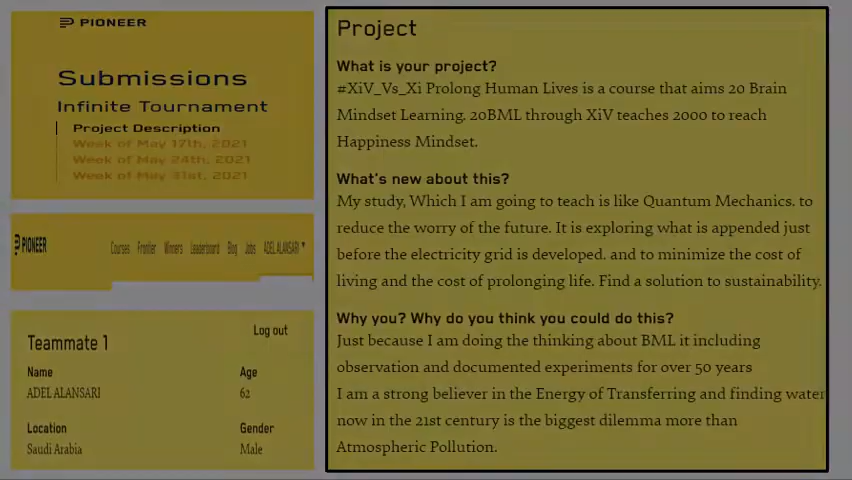 PIONEER
Submissions
Infinite Tournament
Project Description
Week of May 17th, 2021
Week of May 24th, 2021
Week of May 31st, 2021
PIONEER
Courses Frontier Winners Leaderboard Blog Jobs ADEL ALANSARI
Log out
Teammate 1
Name Age
ADEL ALANSARI 62
Location Gender
Saudi Arabia Male
Project
What is your project?
#XiV_Vs_Xi Prolong Human Lives is a course that aims 20 Brain
Mindset Learning. 20BML through XiV teaches 2000 to reach
Happiness Mindset.
What's new about this?
My study, Which I am going to teach is like Quantum Mechanics. to
reduce the worry of the future. It is exploring what is appended just
before the electricity grid is developed. and to minimize the cost of
living and the cost of prolonging life. Find a solution to sustainability.
Why you? Why do you think you could do this?
Just because I am doing the thinking about BML it including
observation and documented experiments for over 50 years
I am a strong believer in the Energy of Transferring and finding water
now in the 21st century is the biggest dilemma more than
Atmospheric Pollution.